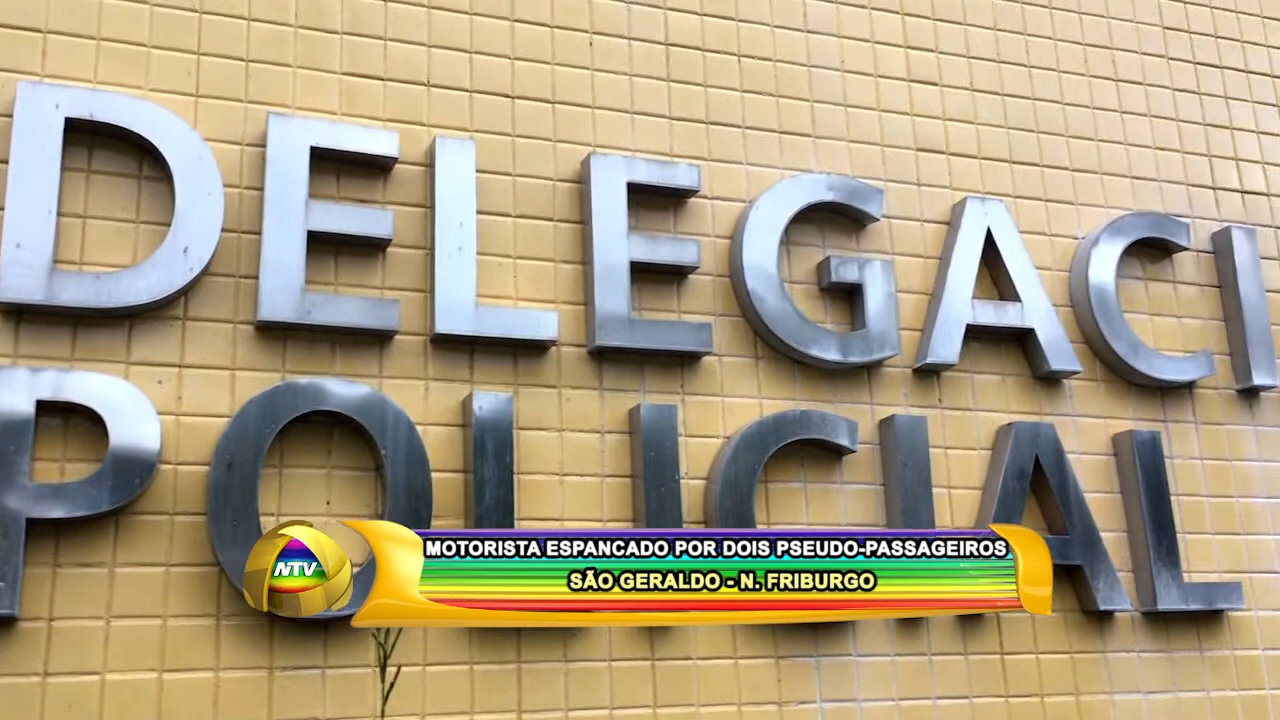 DELEGACI
POLICIAL
NTV
MOTORISTA ESPANCADO POR DOIS PSEUDO-PASSAGEIROS
SÃO GERALDO - N. FRIBURGO